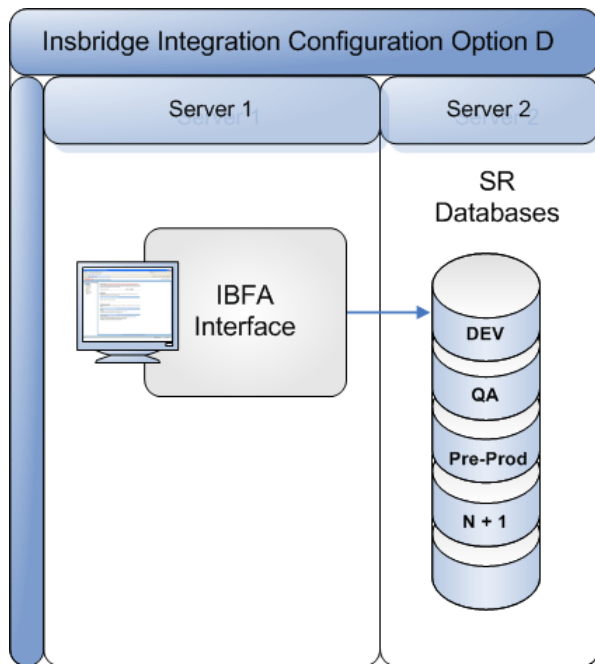 Insbridge Integration Configuration Option D
Server 1
Server 2
SR
Databases
IBFA
Interface
DEV
QA
Pre-Prod
N + 1